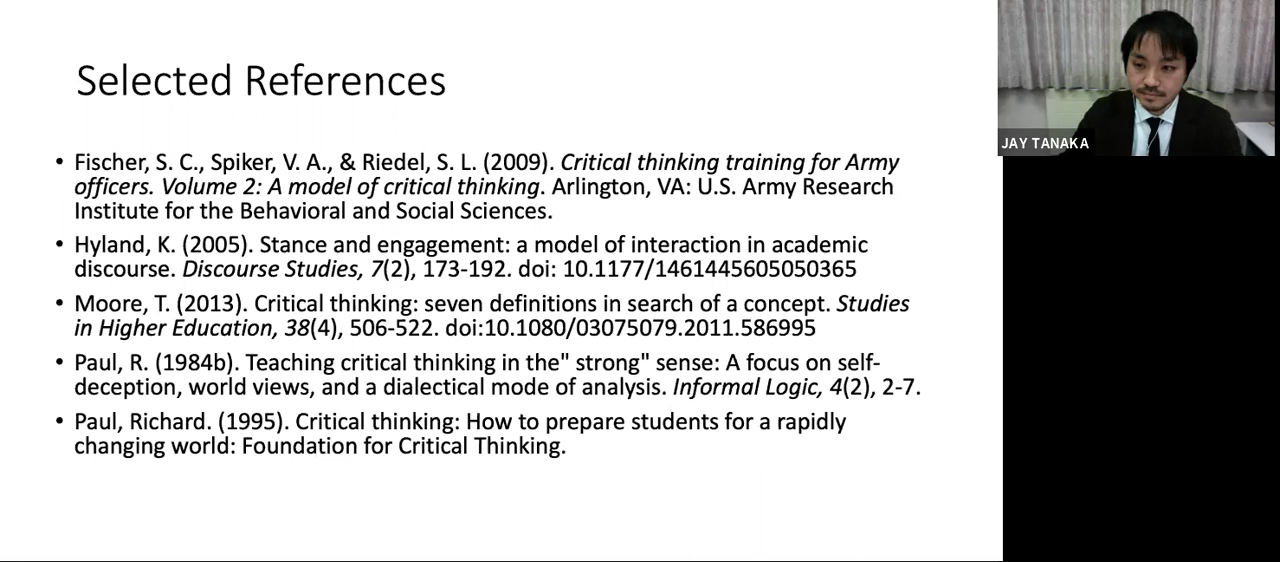 Selected References
• Fischer, S. C., Spiker, V. A., & Riedel, S. L. (2009). Critical thinking training for Army
officers. Volume 2: A model of critical thinking. Arlington, VA: U.S. Army Research
Institute for the Behavioral and Social Sciences.
• Hyland, K. (2005). Stance and engagement: a model of interaction in academic
discourse. Discourse Studies, 7(2), 173-192. doi: 10.1177/1461445605050365
• Moore, T. (2013). Critical thinking: seven definitions in search of a concept. Studies
in Higher Education, 38(4), 506-522. doi:10.1080/03075079.2011.586995
• Paul, R. (1984b). Teaching critical thinking in the" strong" sense: A focus on self-
deception, world views, and a dialectical mode of analysis. Informal Logic, 4(2), 2-7.
• Paul, Richard. (1995). Critical thinking: How to prepare students for a rapidly
changing world: Foundation for Critical Thinking.
JAY TANAKA